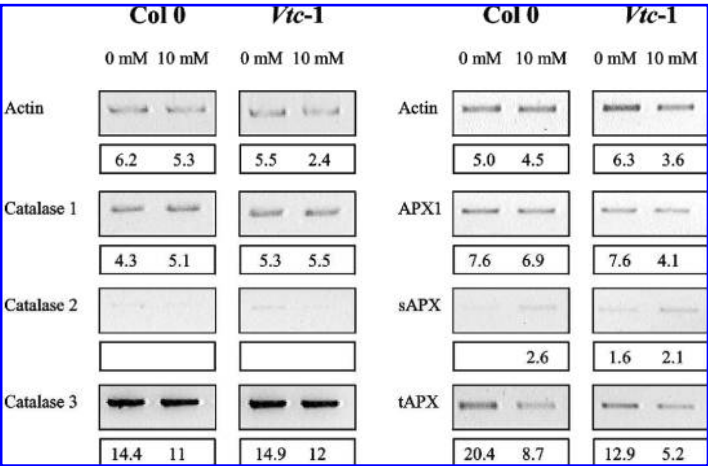 Col 0 Vtc-1 Col 0 Vtc-1
0 mM 10 mM 0 mM 10 mM 0 mM 10 mM 0 mM 10 mM
Actin Actin
6.2 5.3 5.5 2.4 5.0 4.5 6.3 3.6
Catalase 1 APX1
4.3 5.1 5.3 5.5 7.6 6.9 7.6 4.1
Catalase 2 sAPX
2.6 1.6 2.1
Catalase 3 tAPX
14.4 11 14.9 12 20.4 8.7 12.9 5.2